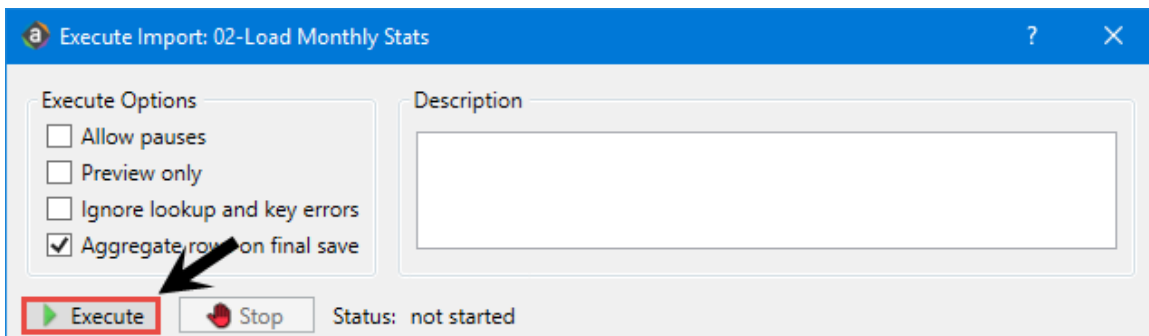 Execute Import: 02-Load Monthly Stats ?
Execute Options
Description
Allow pauses
Preview only
Ignore lookup and key errors
Aggregate rows on final save
Execute
Stop
Status: not started